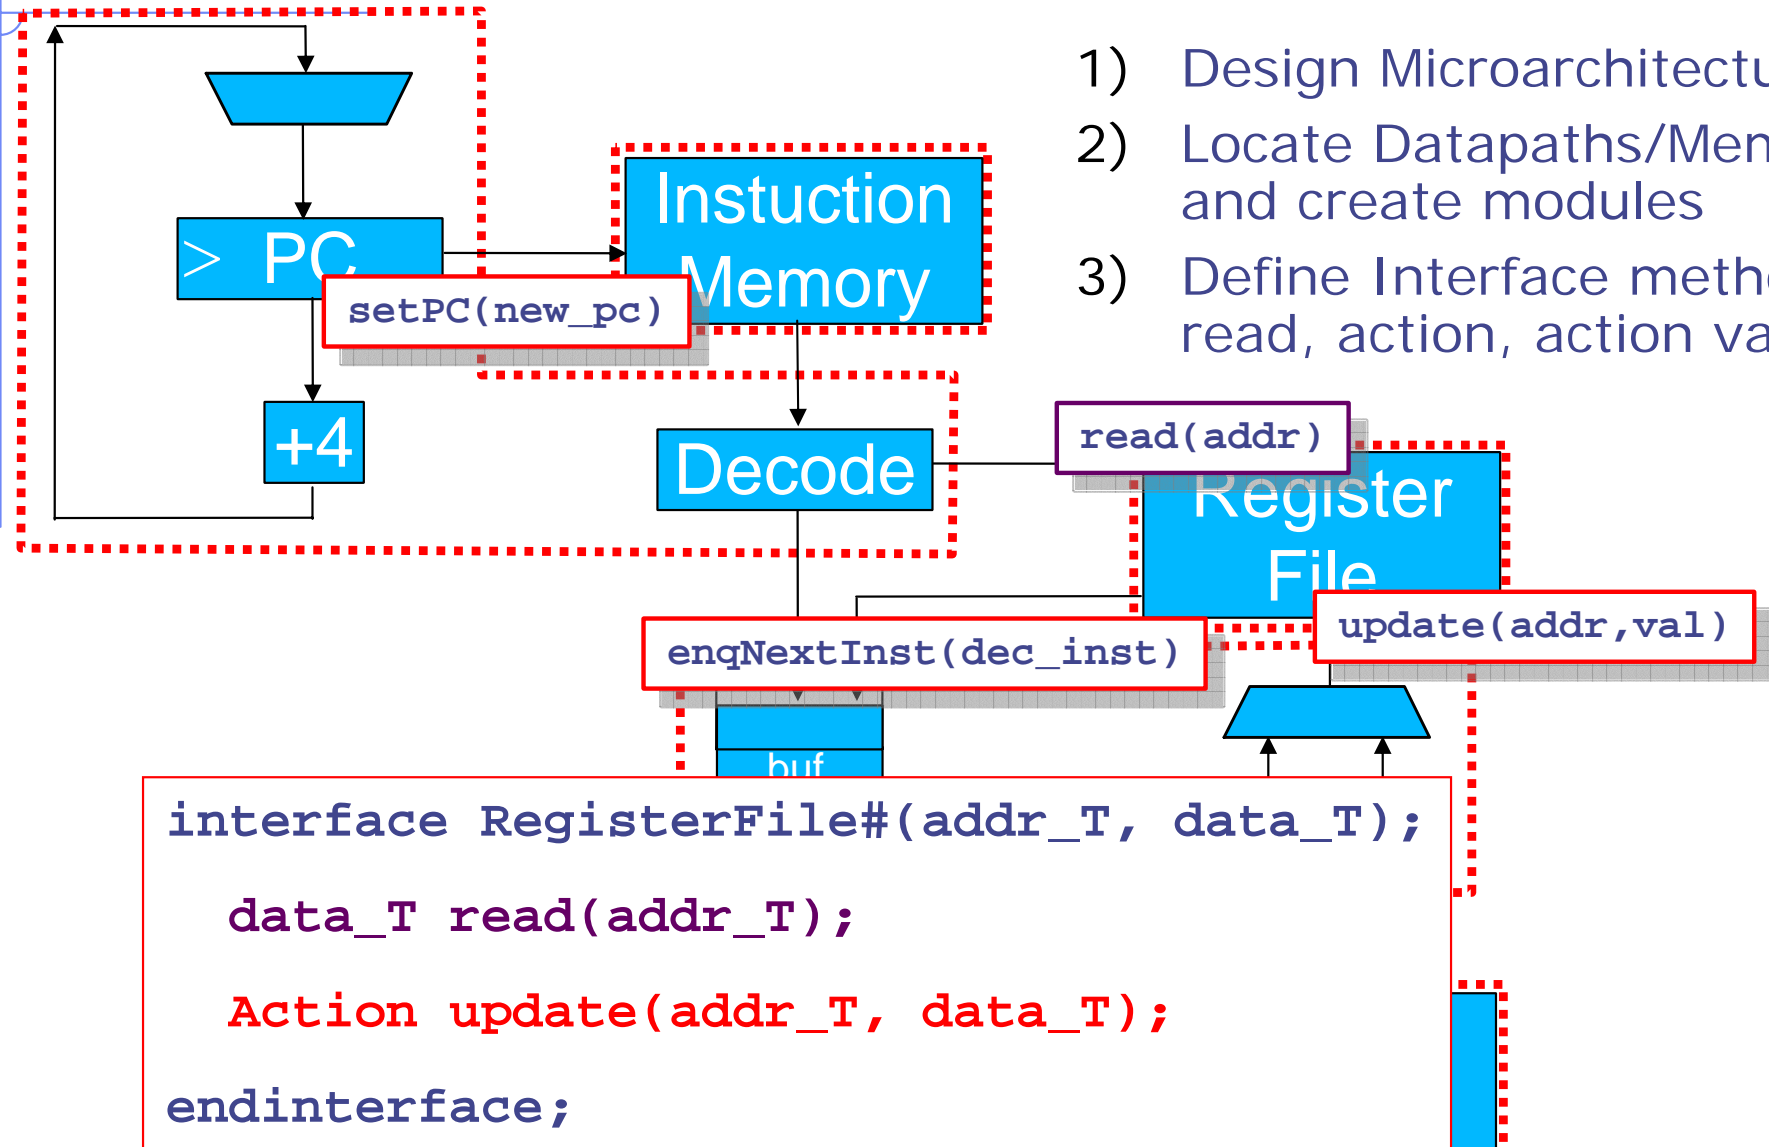 1) Design Microarchitectu
2) Locate Datapaths/Mem
and create modules
3) Define Interface meth
read, action, action va
Instuction
Memory
> PC
setPC(new_pc)
+4
Decode
read(addr)
Register
File
update(addr,val)
enqNextInst(dec_inst)
buf
interface RegisterFile#(addr_T, data_T);
data_T read(addr_T);
Action update(addr_T, data_T);
endinterface;